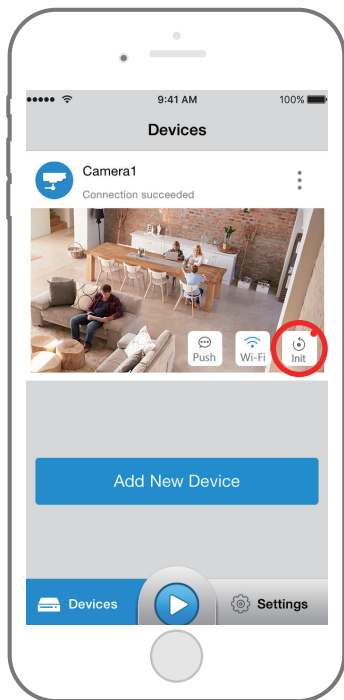 9:41 AM 100%
Devices
Camera1
Connection succeeded
Push Wi-Fi Init
Add New Device
Devices Settings